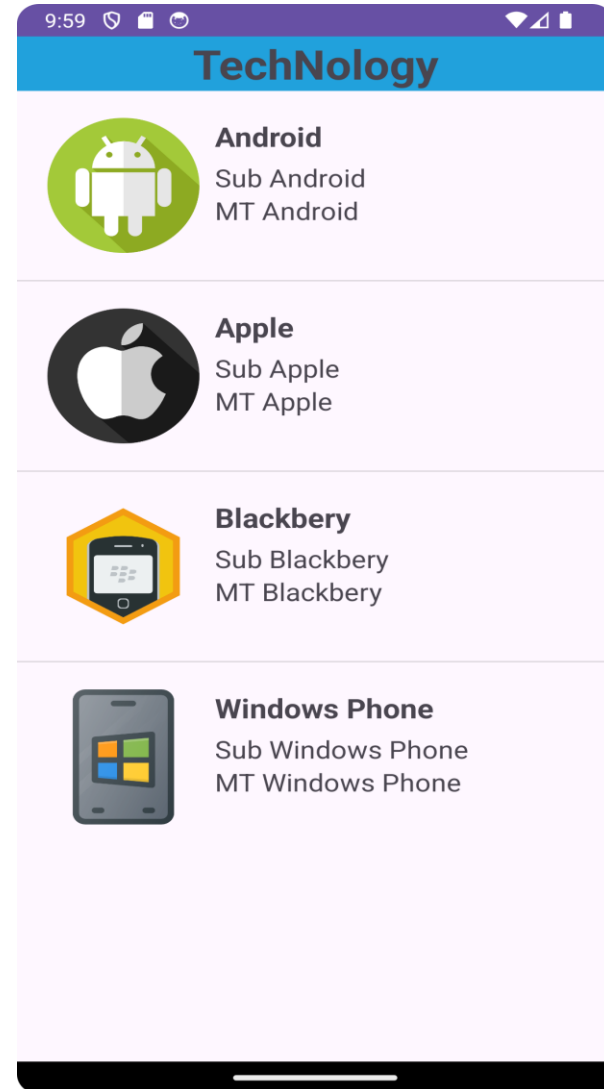 9:59
TechNology
Android
Sub Android
MT Android
Apple
Sub Apple
MT Apple
Blackbery
Sub Blackbery
MT Blackbery
Windows Phone
Sub Windows Phone
MT Windows Phone